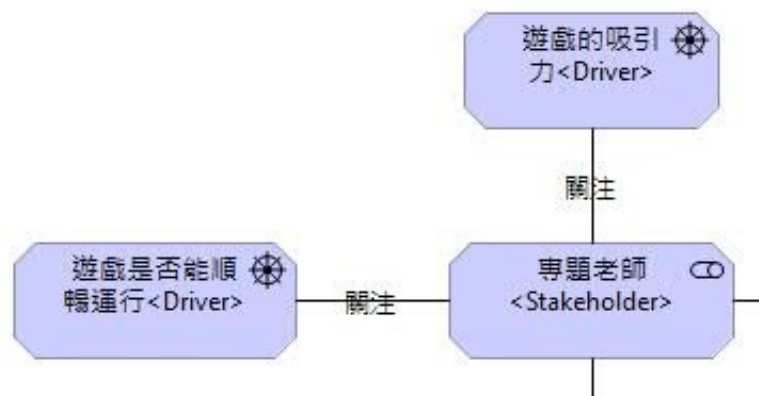 遊戲的吸引
力<Driver>
關注
遊戲是否能順
暢運行<Driver>
關注
專題老師
<Stakeholder>